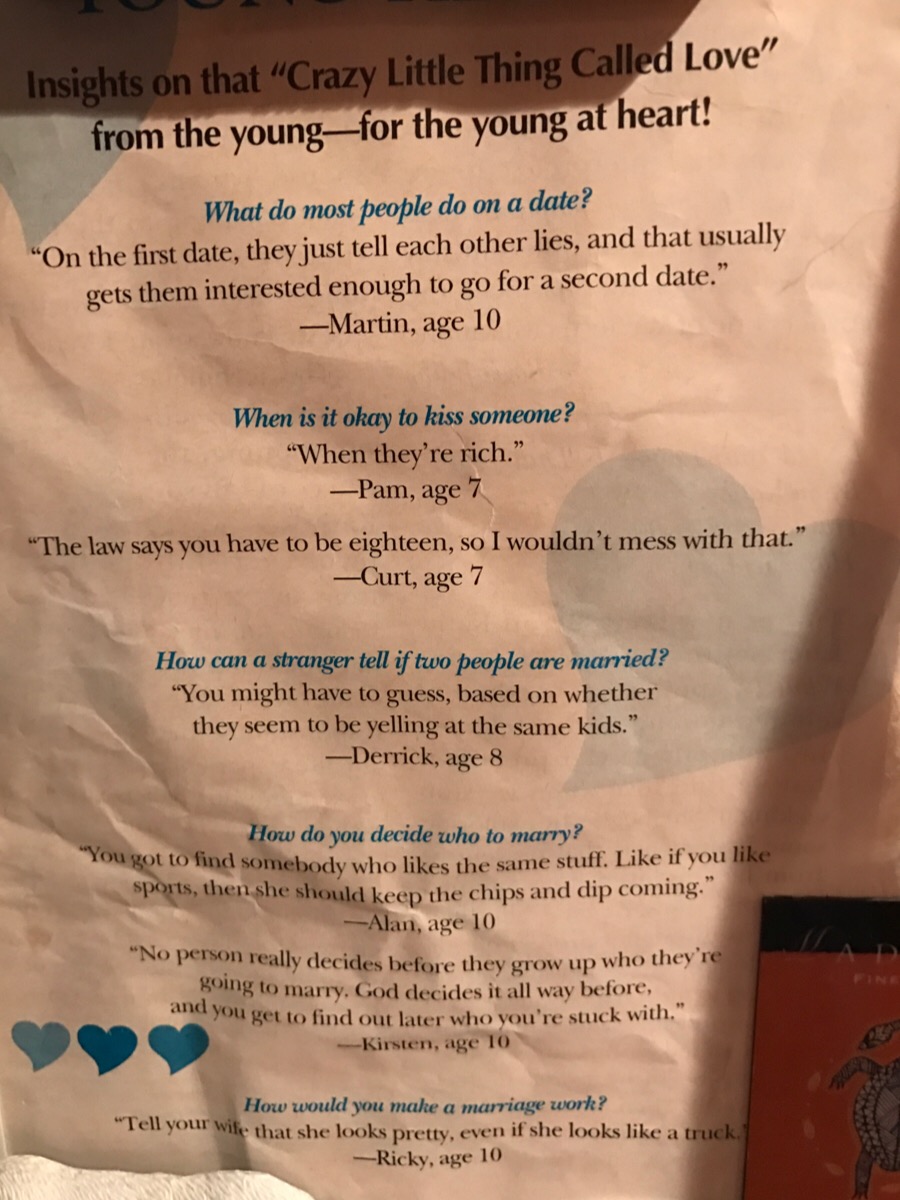 Insights on that “Crazy Little Thing Called Love”
from the young—for the young at heart!
What do most people do on a date?
“On the first date, they just tell each other lies, and that usually
gets them interested enough to go for a second date.”
—Martin, age 10
When is it okay to kiss someone?
“When they’re rich.”
—Pam, age 7
“The law says you have to be eighteen, so I wouldn’t mess with that.”
—Curt, age 7
How can a stranger tell if two people are married?
“You might have to guess, based on whether
they seem to be yelling at the same kids.”
—Derrick, age 8
How do you decide who to marry?
“You got to find somebody who likes the same stuff. Like if you like
sports, then she should keep the chips and dip coming.”
—Alan, age 10
“No person really decides before they grow up who they’re
going to marry. God decides it all way before,
and you get to find out later who you’re stuck with.”
—Kirsten, age 10
How would you make a marriage work?
“Tell your wife that she looks pretty, even if she looks like a truck.”
—Ricky, age 10
A